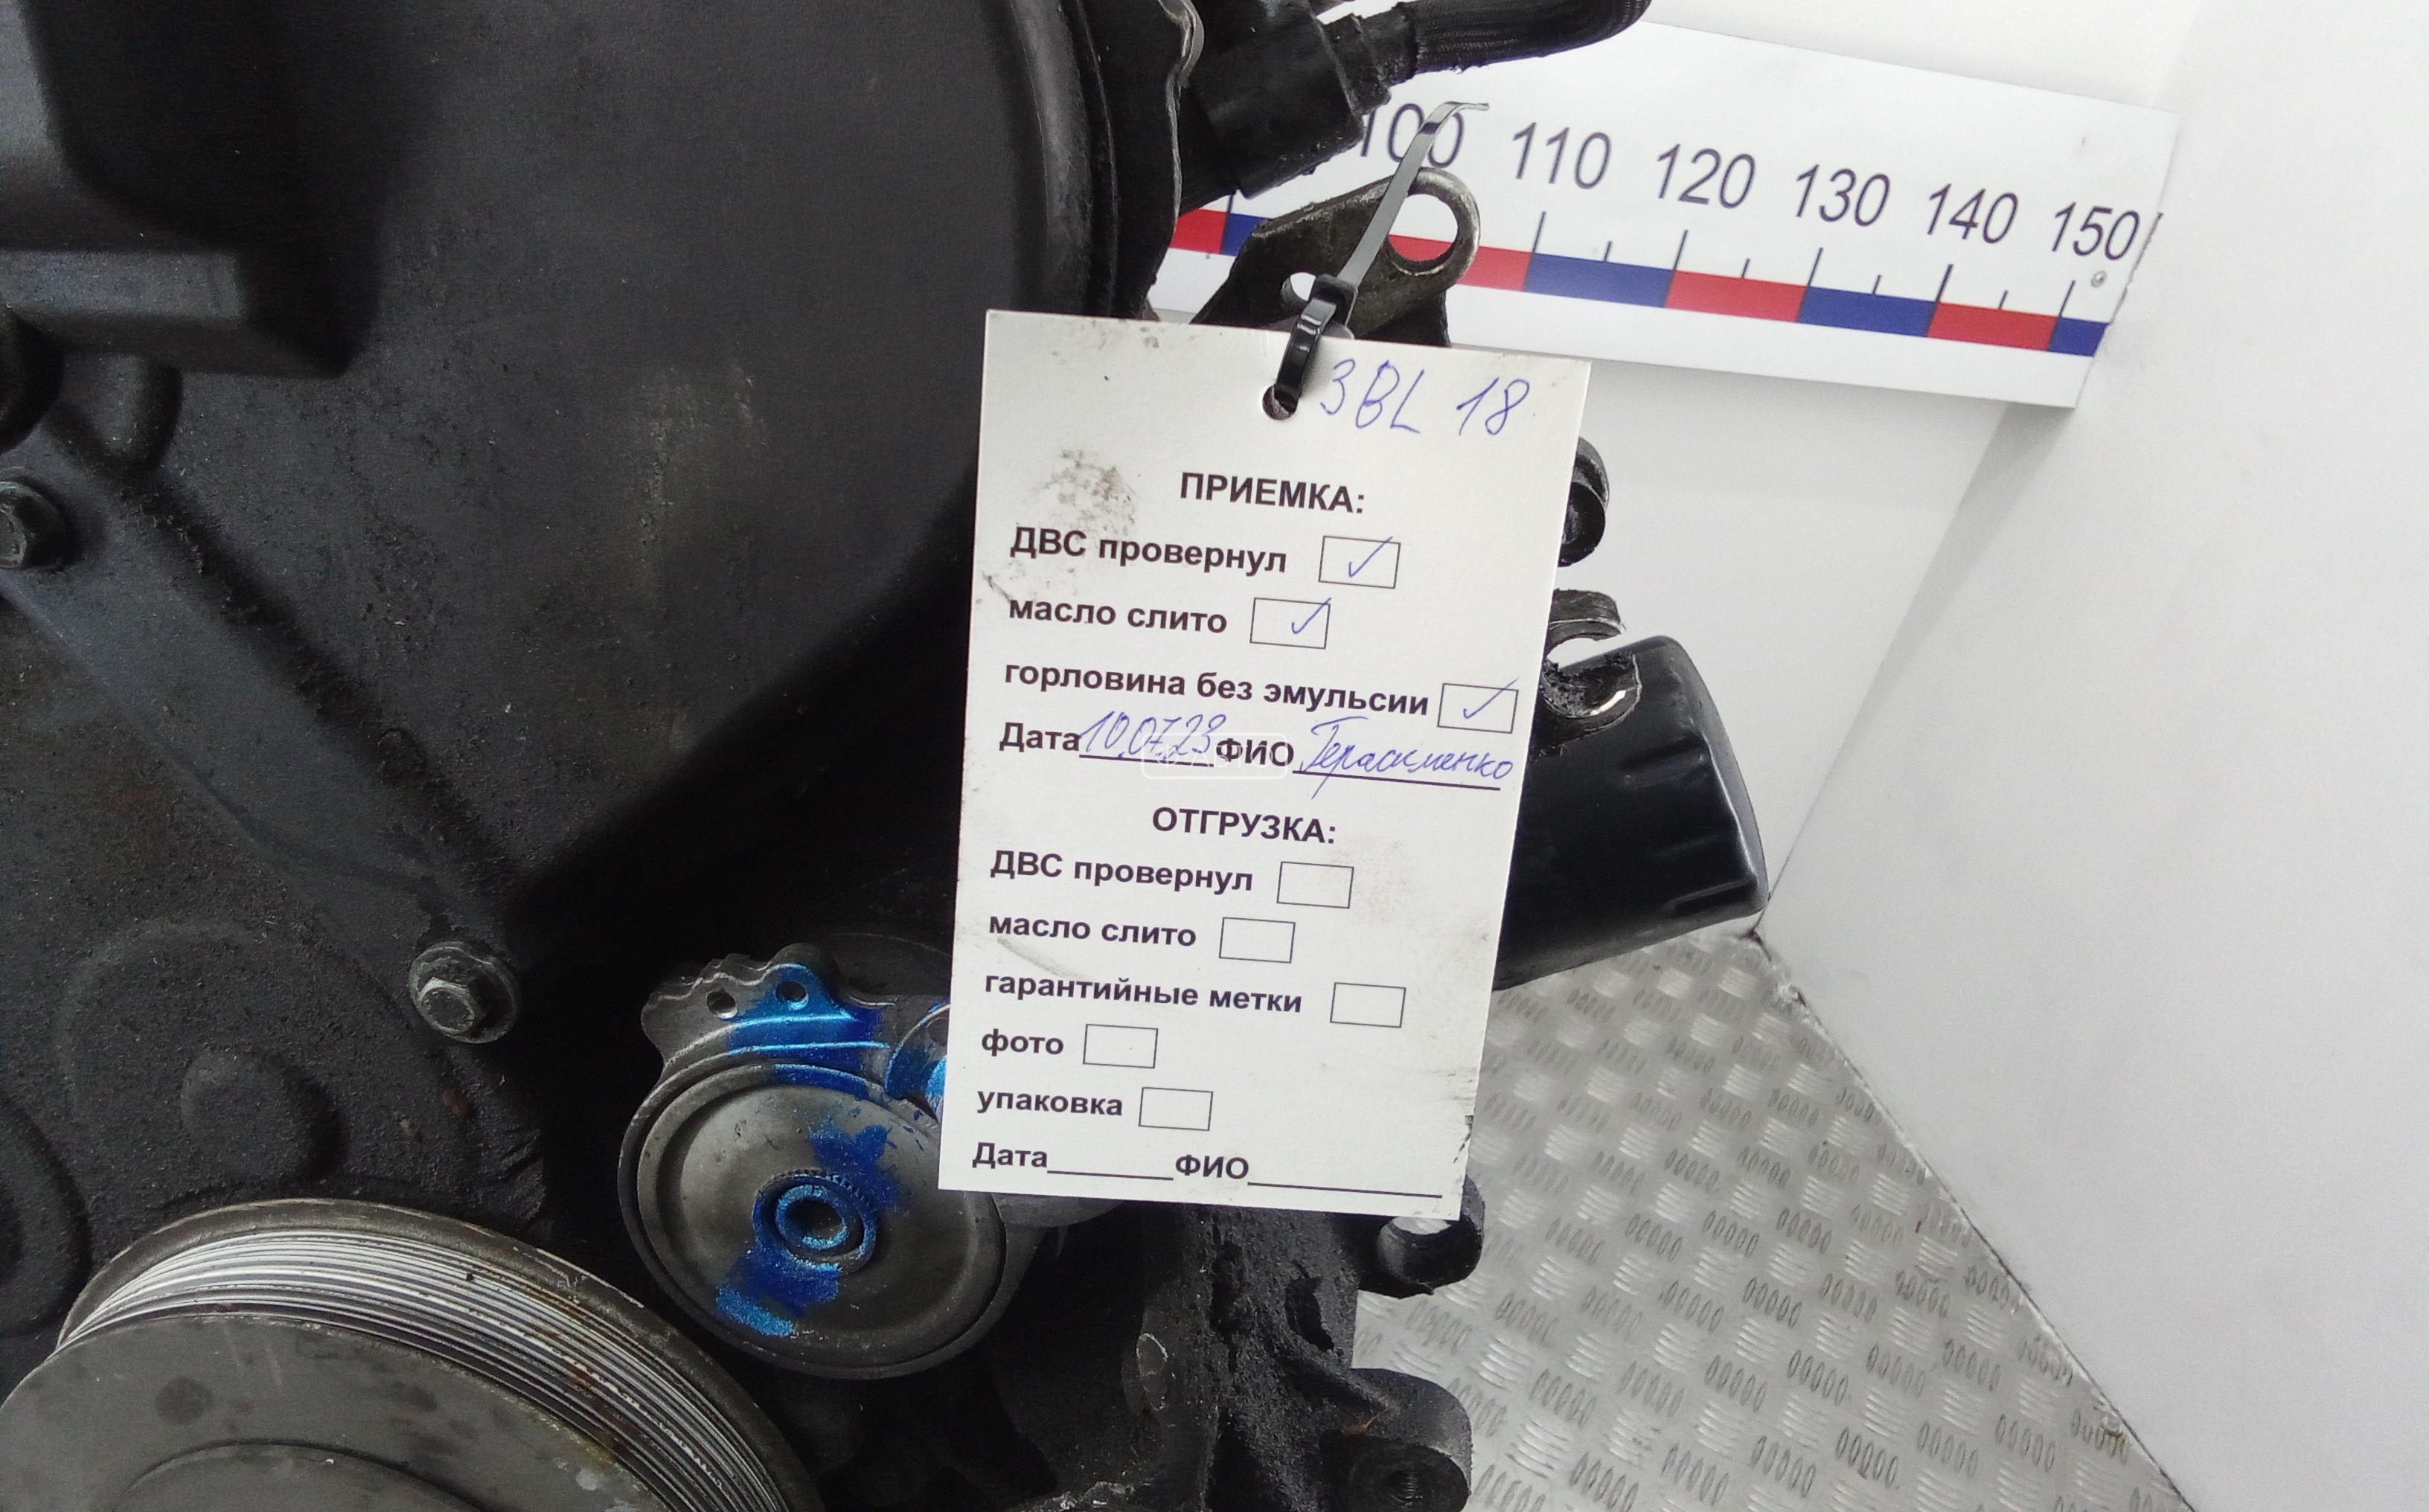 100 110 120 130 140 150
3BL 18
ПРИЕМКА:
ДВС провернул
масло слито
горловина без эмульсии
Дата 10.07.23 ФИО Герасименко
ОТГРУЗКА:
ДВС провернул
масло слито
гарантийные метки
фото
упаковка
Дата ФИО